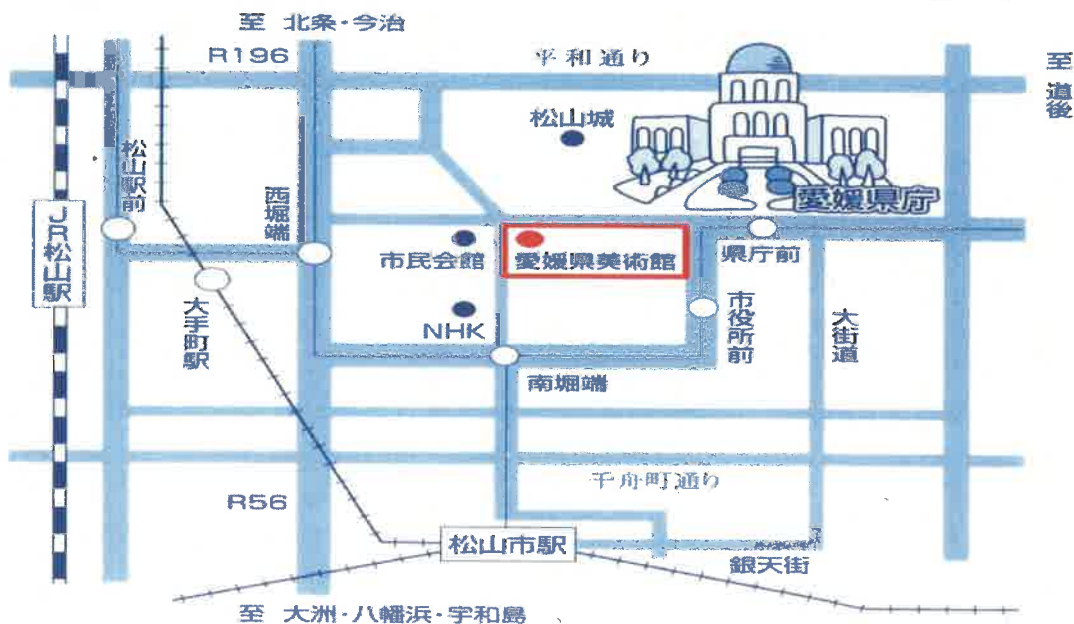 至 北条・今治
R196
平和通り
至 道後
松山城
松山駅前
西堀端
愛媛県庁
JR松山駅
市民会館
愛媛県美術館
県庁前
大手町駅
NHK
市役所前
大街道
南堀端
千舟町通り
R56
松山市駅
銀天街
至 大洲・八幡浜・宇和島